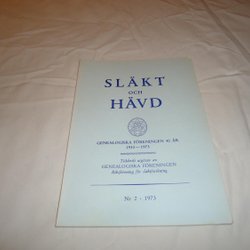 SLÄKT
OCH
HÄVD
GENEALOGISKA FÖRENINGEN 40 ÅR
1933 - 1973
Tidskrift utgiven av
GENEALOGISKA FÖRENINGEN
Riksförening för släktforskning
Nr 2 · 1973